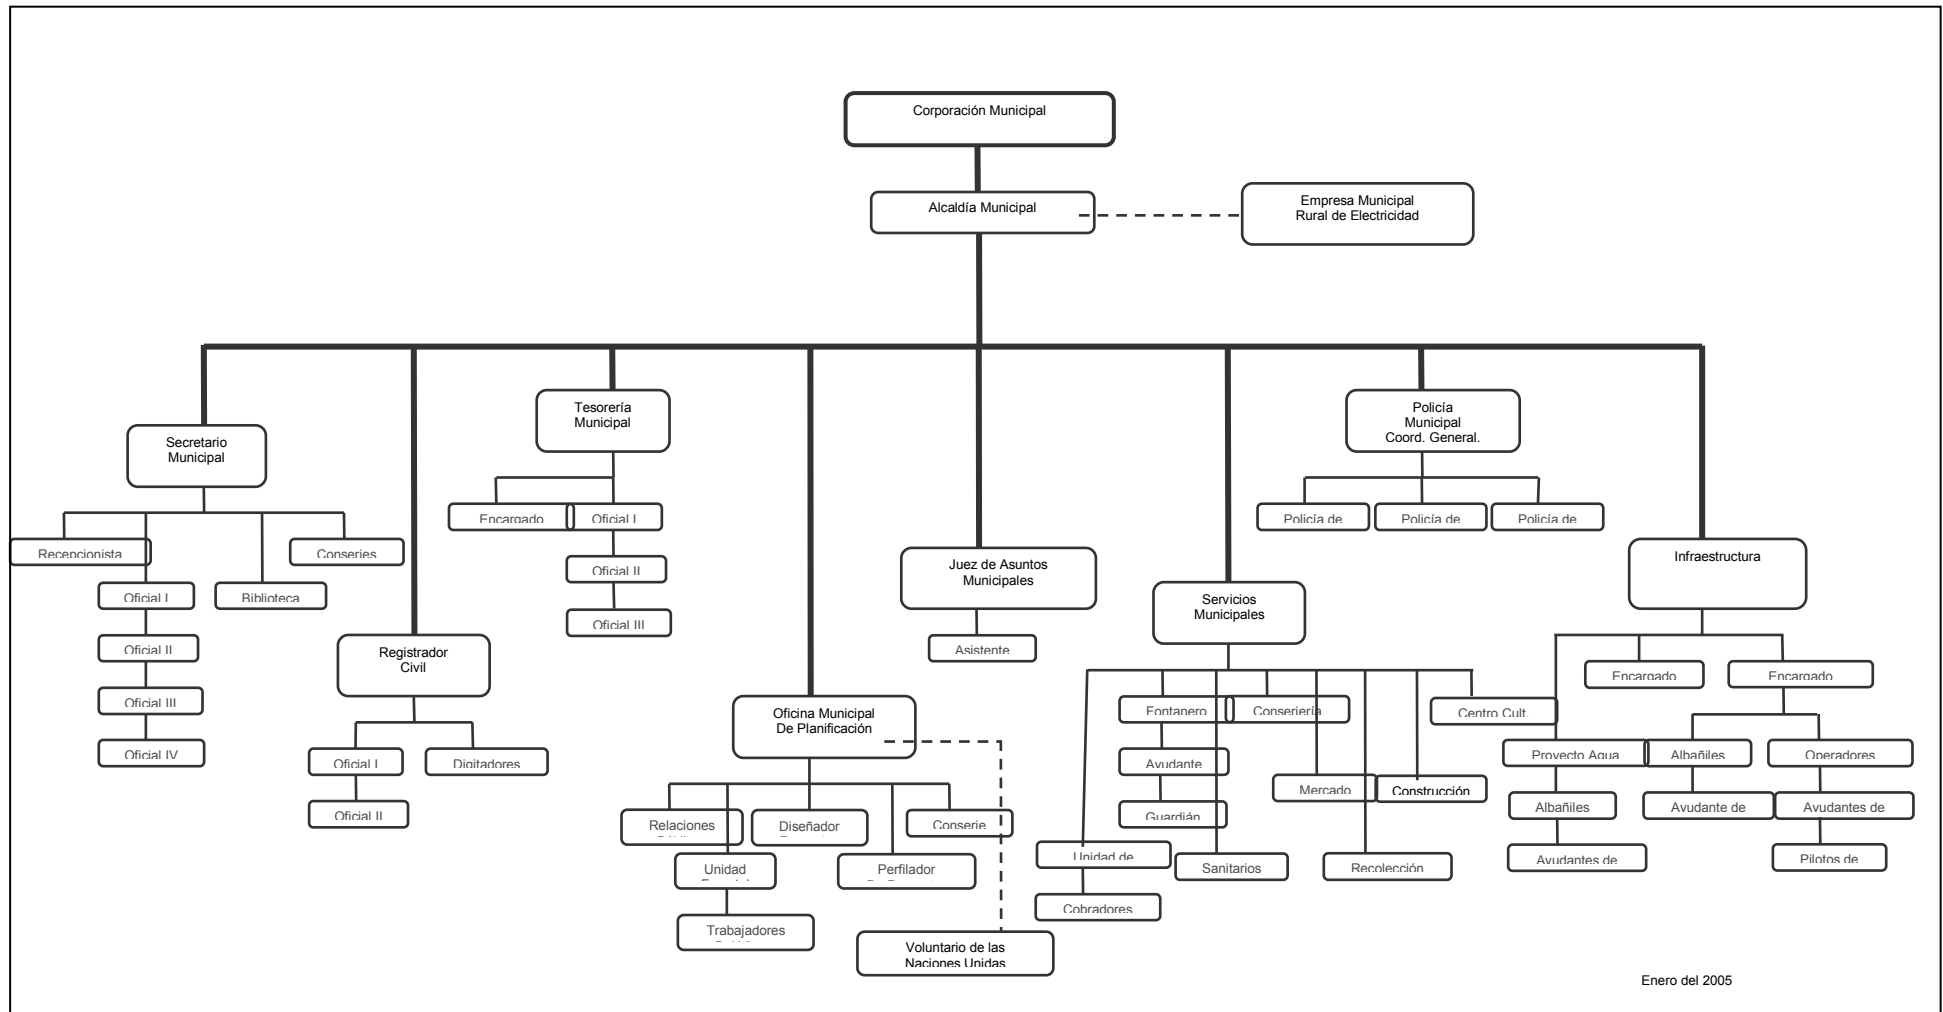 Corporación Municipal
Alcaldía Municipal
Empresa Municipal
Rural de Electricidad
Secretario
Municipal
Recepcionista
Conserjes
Oficial I
Biblioteca
Oficial II
Oficial III
Oficial IV
Registrador
Civil
Oficial I
Digitadores
Oficial II
Tesorería
Municipal
Encargado
Oficial I
Oficial II
Oficial III
Oficina Municipal
De Planificación
Relaciones
Diseñador
Conserje
Unidad
Perfilador
Trabajadores
Voluntario de las
Naciones Unidas
Juez de Asuntos
Municipales
Asistente
Servicios
Municipales
Fontanero
Conserjería
Centro Cult.
Ayudante
Mercado
Construcción
Guardián
Unidad de
Sanitarios
Recolección
Cobradores
Policía
Municipal
Coord. General.
Policía de
Policía de
Policía de
Infraestructura
Encargado
Encargado
Proyecto Agua
Albañiles
Operadores
Albañiles
Ayudante de
Ayudantes de
Ayudantes de
Pilotos de
Enero del 2005